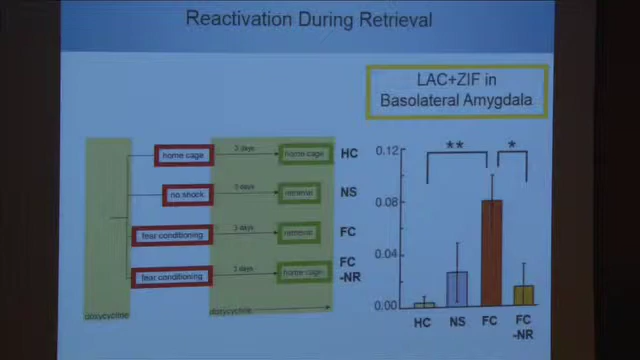 Reactivation During Retrieval
LAC+ZIF in
Basolateral Amygdala
home cage
3 days
home cage
HC
no shock
3 days
retrieval
NS
fear conditioning
3 days
retrieval
FC
fear conditioning
3 days
home cage
FC
-NR
doxycycline
doxycycline
0.12
0.08
0.04
0.00
**
*
HC
NS
FC
FC
-NR